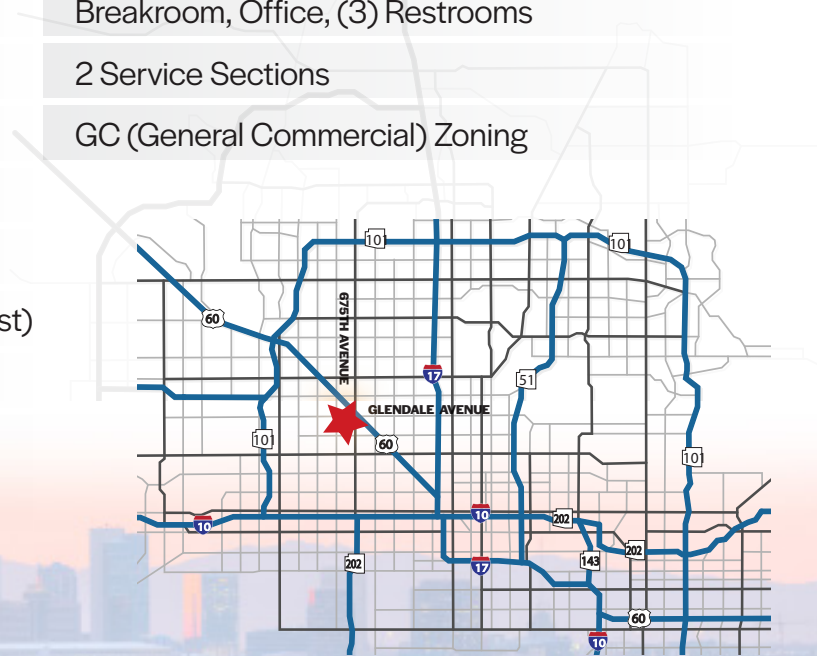 Breakroom, Office, (3) Restrooms
2 Service Sections
GC (General Commercial) Zoning
st)
101
101
60
675TH AVENUE
17
51
GLENDALE AVENUE
60
101
101
10
10
202
202
202
143
17
60
10